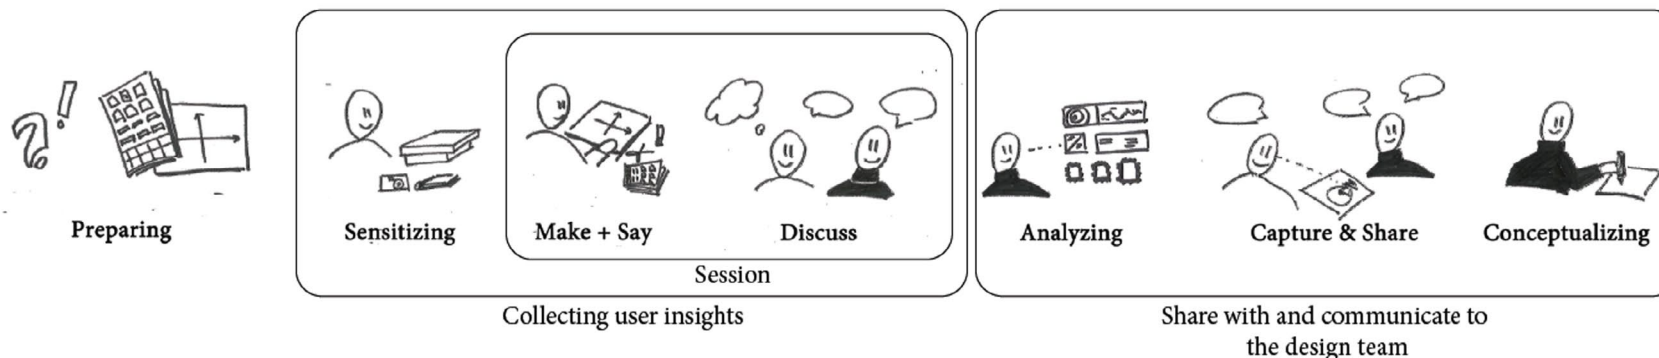 Preparing
Sensitizing
Make + Say
Discuss
Session
Collecting user insights
Analyzing
Capture & Share
Conceptualizing
Share with and communicate to
the design team